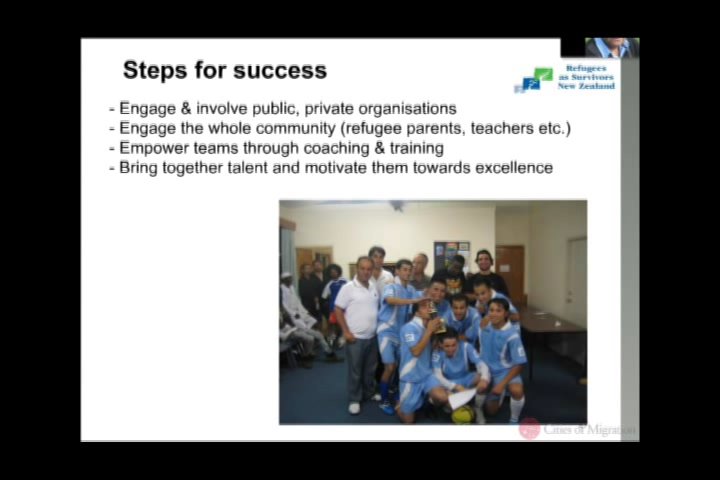 Steps for success
Refugees
as Survivors
New Zealand
- Engage & involve public, private organisations
- Engage the whole community (refugee parents, teachers etc.)
- Empower teams through coaching & training
- Bring together talent and motivate them towards excellence
Cities of Migration